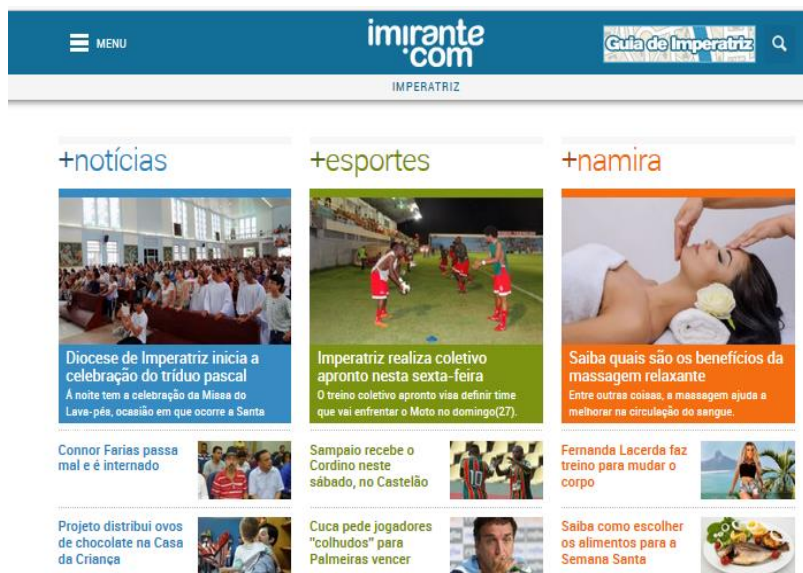 MENU
imirante
.com
Guia de Imperatriz
IMPERATRIZ
+notícias
Diocese de Imperatriz inicia a
celebração do tríduo pascal
À noite tem a celebração da Missa do
Lava-pés, ocasião em que ocorre a Santa
Connor Farias passa
mal e é internado
Projeto distribui ovos
de chocolate na Casa
da Criança
+esportes
Imperatriz realiza coletivo
apronto nesta sexta-feira
O treino coletivo apronto visa definir time
que vai enfrentar o Moto no domingo(27).
Sampaio recebe o
Cordino neste
sábado, no Castelão
10
Cuca pede jogadores
"colhudos" para
Palmeiras vencer
+namira
Saiba quais são os benefícios da
massagem relaxante
Entre outras coisas, a massagem ajuda a
melhorar na circulação do sangue.
Fernanda Lacerda faz
treino para mudar o
corpo
Saiba como escolher
os alimentos para a
Semana Santa